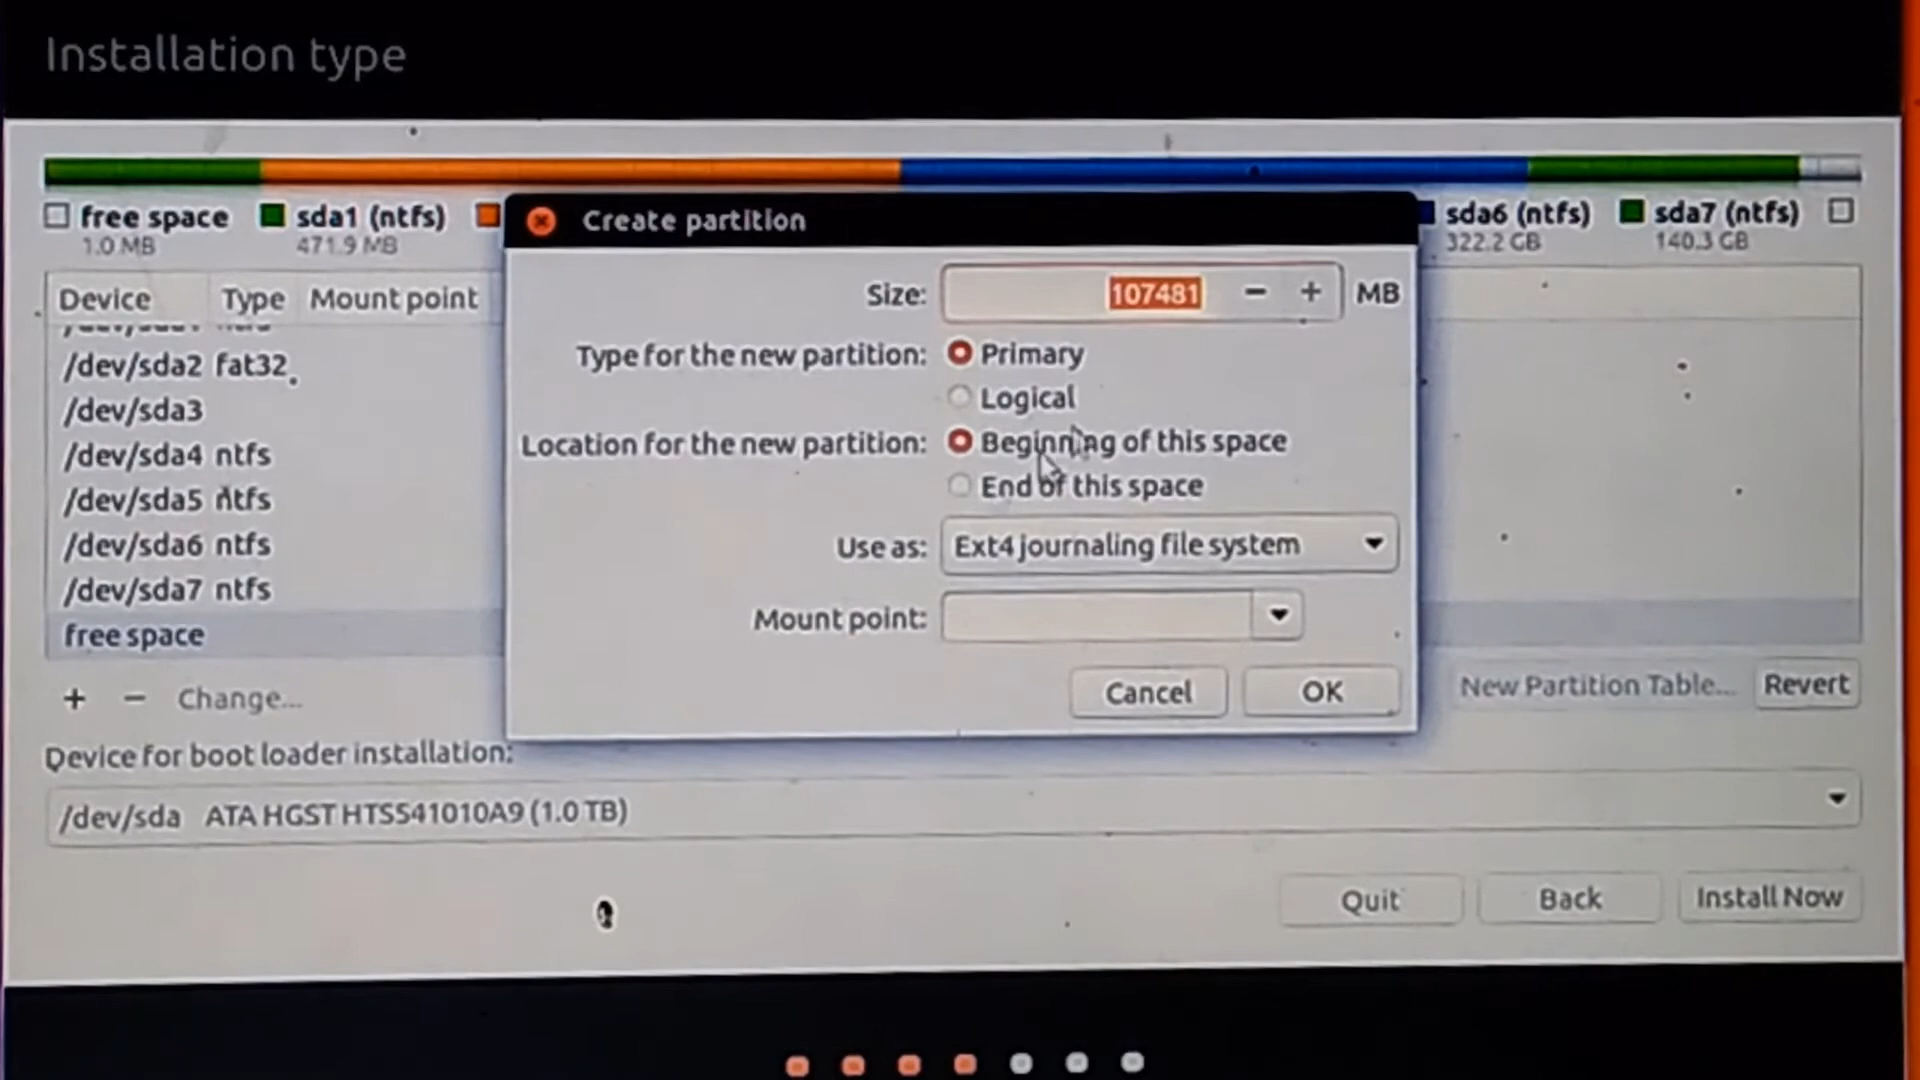 Installation type
free space
1.0 MB
sda1 (ntfs)
471.9 MB
sda6 (ntfs)
322.2 GB
sda7 (ntfs)
140.3 GB
Device Type Mount point
/dev/sda2 fat32
/dev/sda3
/dev/sda4 ntfs
/dev/sda5 ntfs
/dev/sda6 ntfs
/dev/sda7 ntfs
free space
+ − Change...
New Partition Table... Revert
Create partition
Size: 107481 − + MB
Type for the new partition: Primary
Logical
Location for the new partition: Beginning of this space
End of this space
Use as: Ext4 journaling file system
Mount point:
Cancel OK
Device for boot loader installation:
/dev/sda ATA HGST HTS541010A9 (1.0 TB)
Quit Back Install Now